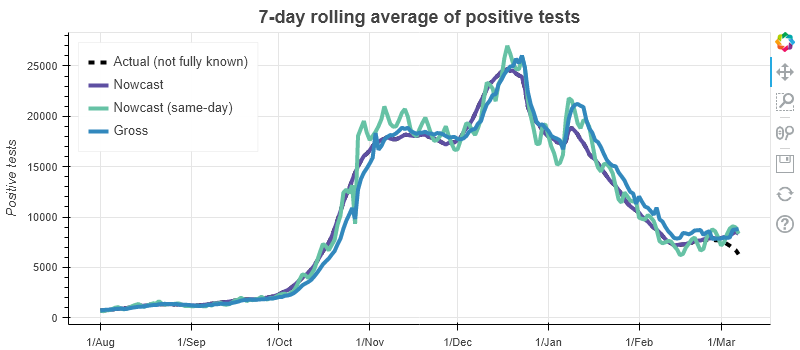 7-day rolling average of positive tests
Actual (not fully known)
Nowcast
Nowcast (same-day)
Gross
Positive tests
25000
20000
15000
10000
5000
0
1/Aug 1/Sep 1/Oct 1/Nov 1/Dec 1/Jan 1/Feb 1/Mar